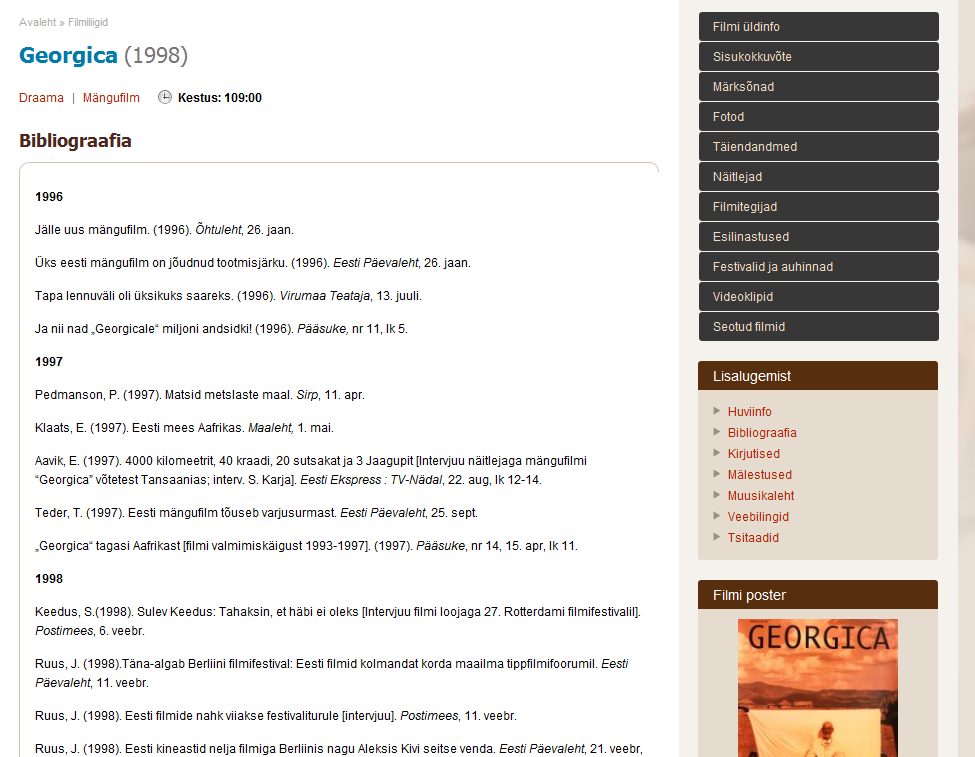 Avaleht » Filmiliigid
Georgica (1998)
Draama | Mängufilm Kestus: 109:00
Bibliograafia
1996
Jälle uus mängufilm. (1996). Õhtuleht, 26. jaan.
Üks eesti mängufilm on jõudnud tootmisjärku. (1996). Eesti Päevaleht, 26. jaan.
Tapa lennuväli oli üksikuks saareks. (1996). Virumaa Teataja, 13. juuli.
Ja nii nad „Georgicale“ miljoni andsidki! (1996). Pääsuke, nr 11, lk 5.
1997
Pedmanson, P. (1997). Matsid metslaste maal. Sirp, 11. apr.
Klaats, E. (1997). Eesti mees Aafrikas. Maaleht, 1. mai.
Aavik, E. (1997). 4000 kilomeetrit, 40 kraadi, 20 sutsakat ja 3 Jaagupit [Intervjuu näitlejaga mängufilmi
“Georgica” võtetest Tansaanias; interv. S. Karja]. Eesti Ekspress : TV-Nädal, 22. aug, lk 12-14.
Teder, T. (1997). Eesti mängufilm tõuseb varjusurmast. Eesti Päevaleht, 25. sept.
„Georgica“ tagasi Aafrikast [filmi valmimiskäigust 1993-1997]. (1997). Pääsuke, nr 14, 15. apr, lk 11.
1998
Keedus, S.(1998). Sulev Keedus: Tahaksin, et häbi ei oleks [Intervjuu filmi loojaga 27. Rotterdami filmifestivalil].
Postimees, 6. veebr.
Ruus, J. (1998).Täna-algab Berliini filmifestival: Eesti filmid kolmandat korda maailma tippfilmifoorumil. Eesti
Päevaleht, 11. veebr.
Ruus, J. (1998). Eesti filmide nahk viiakse festivaliturule [intervjuu]. Postimees, 11. veebr.
Ruus, J. (1998). Eesti kineastid nelja filmiga Berliinis nagu Aleksis Kivi seitse venda. Eesti Päevaleht, 21. veebr,
Filmi üldinfo
Sisukokkuvõte
Märksõnad
Fotod
Täiendandmed
Näitlejad
Filmitegijad
Esilinastused
Festivalid ja auhinnad
Videoklipid
Seotud filmid
Lisalugemist
Huviinfo
Bibliograafia
Kirjutised
Mälestused
Muusikaleht
Veebilingid
Tsitaadid
Filmi poster
GEORGICA